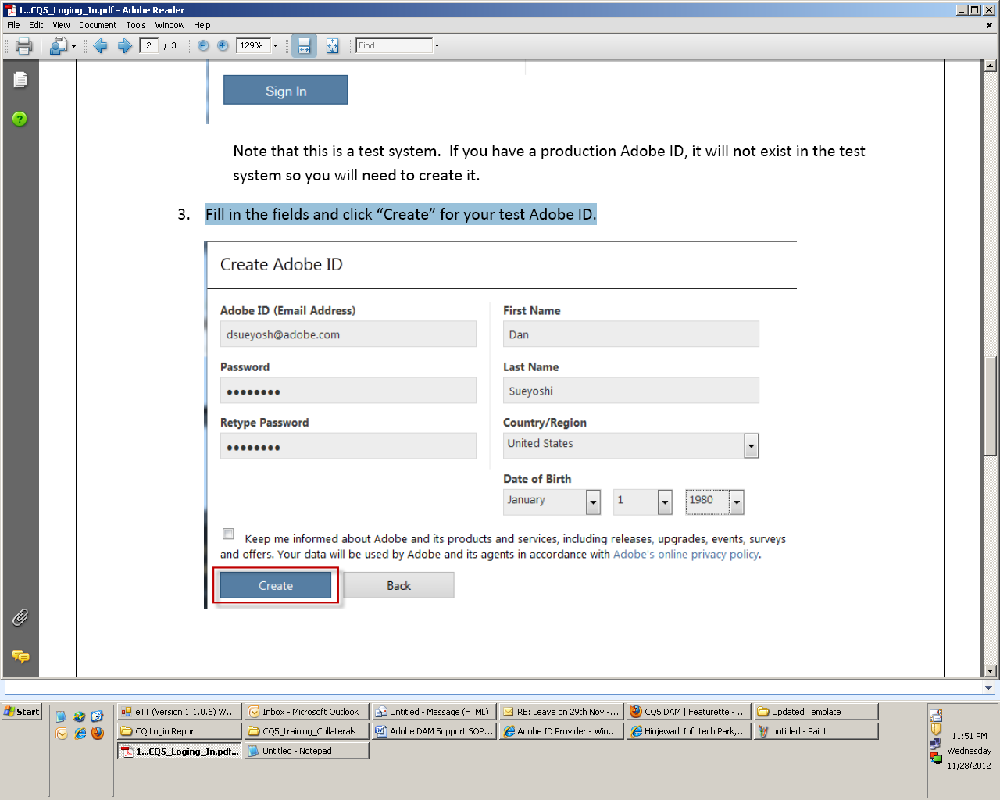 1...CQ5_Loging_In.pdf - Adobe Reader
File Edit View Document Tools Window Help
2 / 3 129% Find
Sign In
Note that this is a test system. If you have a production Adobe ID, it will not exist in the test
system so you will need to create it.
3. Fill in the fields and click “Create” for your test Adobe ID.
Create Adobe ID
Adobe ID (Email Address) First Name
dsueyosh@adobe.com Dan
Password Last Name
●●●●●●●● Sueyoshi
Retype Password Country/Region
●●●●●●●● United States
Date of Birth
January 1 1980
Keep me informed about Adobe and its products and services, including releases, upgrades, events, surveys
and offers. Your data will be used by Adobe and its agents in accordance with Adobe's online privacy policy.
Create Back
Start eTT (Version 1.1.0.6) W... Inbox - Microsoft Outlook Untitled - Message (HTML) RE: Leave on 29th Nov -... CQ5 DAM | Featurette - ... Updated Template
CQ Login Report CQ5_training_Collaterals Adobe DAM Support SOP... Adobe ID Provider - Win... Hinjewadi Infotech Park,... untitled - Paint
1...CQ5_Loging_In.pdf... Untitled - Notepad
11:51 PM
Wednesday
11/28/2012